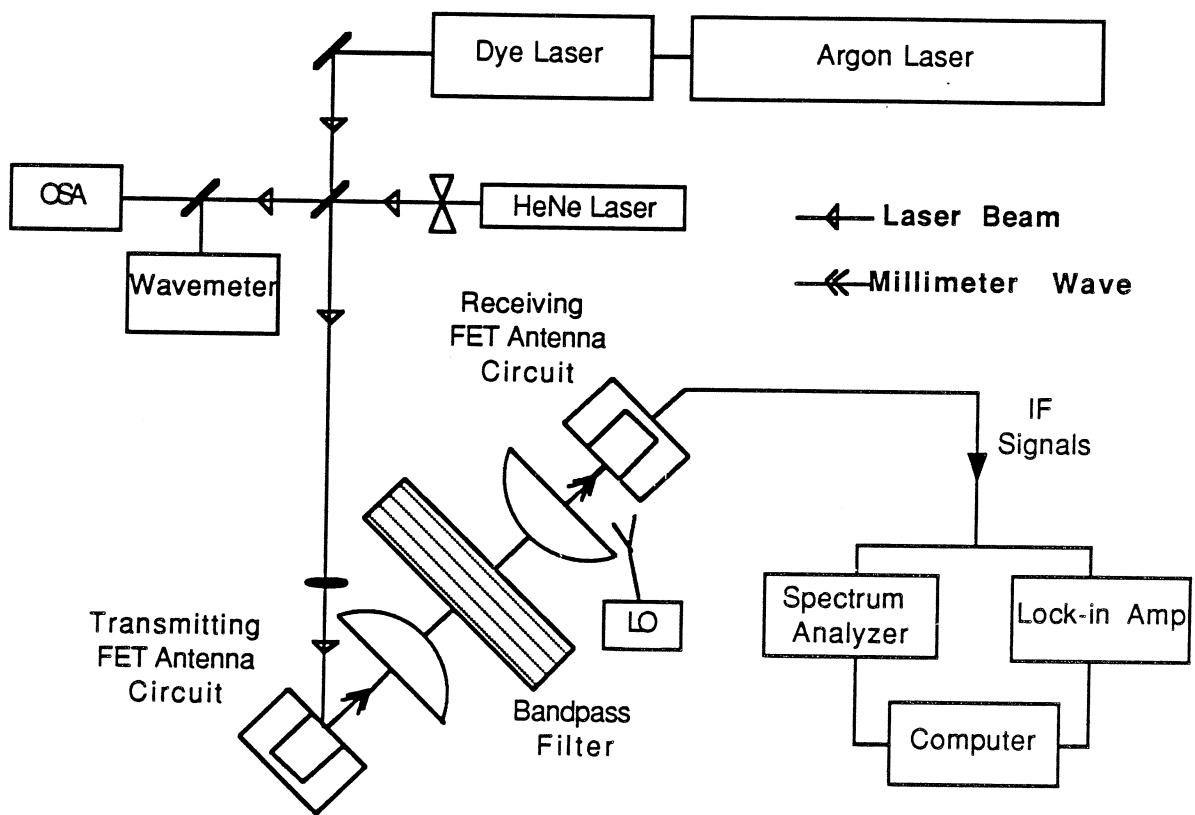 Dye Laser
Argon Laser
OSA
HeNe Laser
Laser Beam
Wavemeter
Millimeter Wave
Receiving
FET Antenna
Circuit
IF
Signals
Transmitting
FET Antenna
Circuit
LO
Spectrum
Analyzer
Lock-in Amp
Bandpass
Filter
Computer